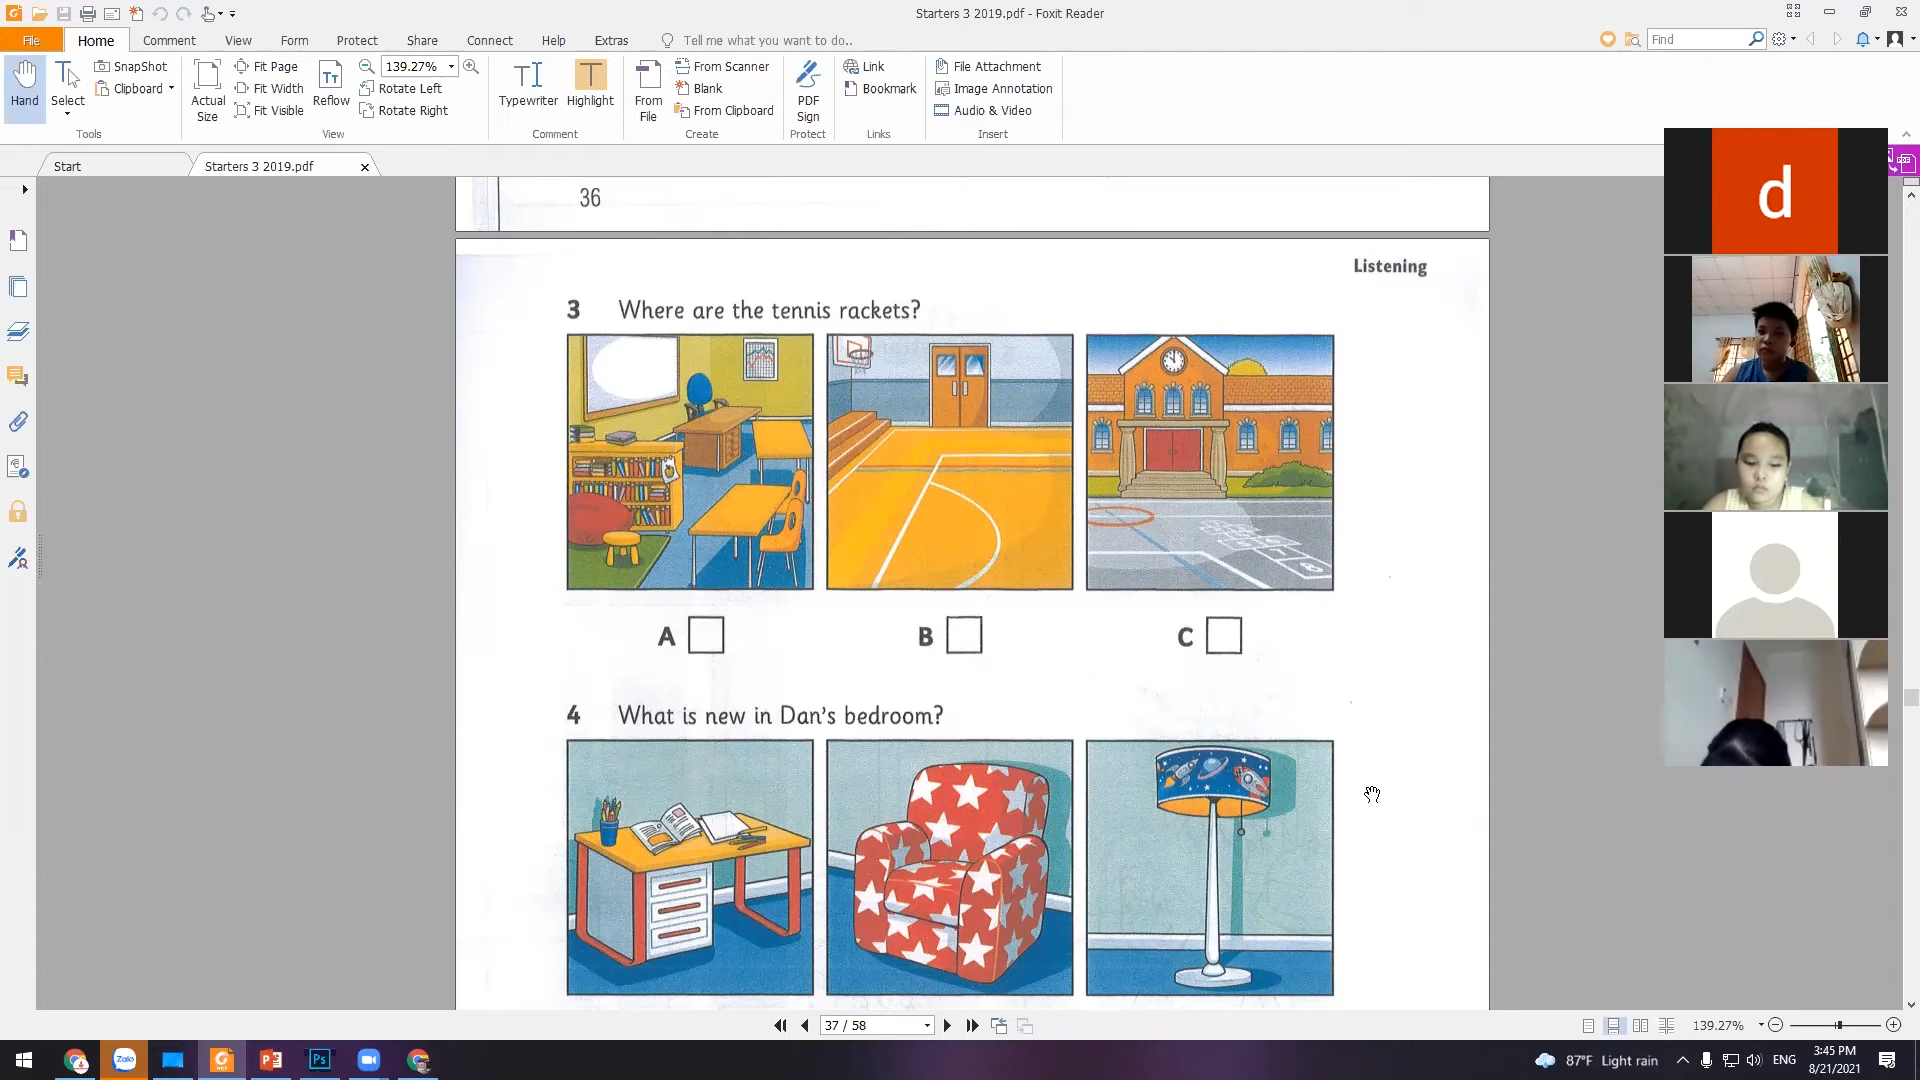 Starters 3 2019.pdf - Foxit Reader
File Home Comment View Form Protect Share Connect Help Extras Tell me what you want to do.. Find
Hand
Select
SnapShot
Clipboard
Tools
Actual Size
Fit Page
Fit Width
Fit Visible
Reflow
139.27%
Rotate Left
Rotate Right
View
Typewriter
Highlight
Comment
From File
From Scanner
Blank
From Clipboard
Create
PDF Sign
Protect
Link
Bookmark
Links
File Attachment
Image Annotation
Audio & Video
Insert
Start
Starters 3 2019.pdf
d
36
Listening
3 Where are the tennis rackets?
A B C
4 What is new in Dan's bedroom?
37 / 58
139.27%
Zalo
Ps
87°F Light rain
ENG
3:45 PM
8/21/2021